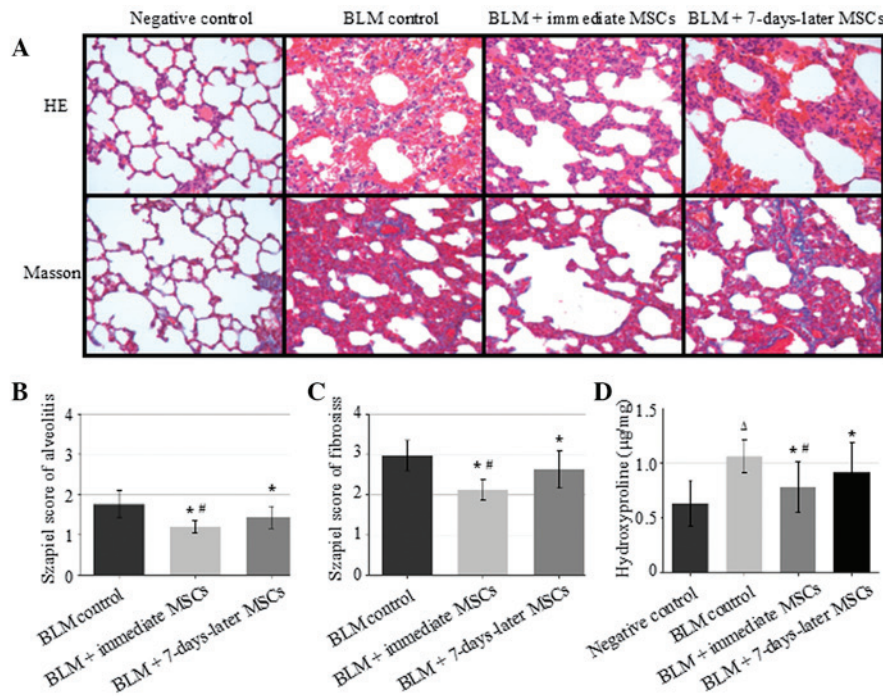 Negative control BLM control BLM + immediate MSCs BLM + 7-days-later MSCs
A
HE
Masson
B
Szapiel score of alveolitis
4
3
2
1
0
*#
*
BLM control
BLM + immediate MSCs
BLM + 7-days-later MSCs
C
Szapiel score of fibrosiss
4
3
2
1
0
*#
*
BLM control
BLM + immediate MSCs
BLM + 7-days-later MSCs
D
Hydroxyproline (µg/mg)
1.5
1.0
0.5
0
Δ
*#
*
Negative control
BLM control
BLM + immediate MSCs
BLM + 7-days-later MSCs